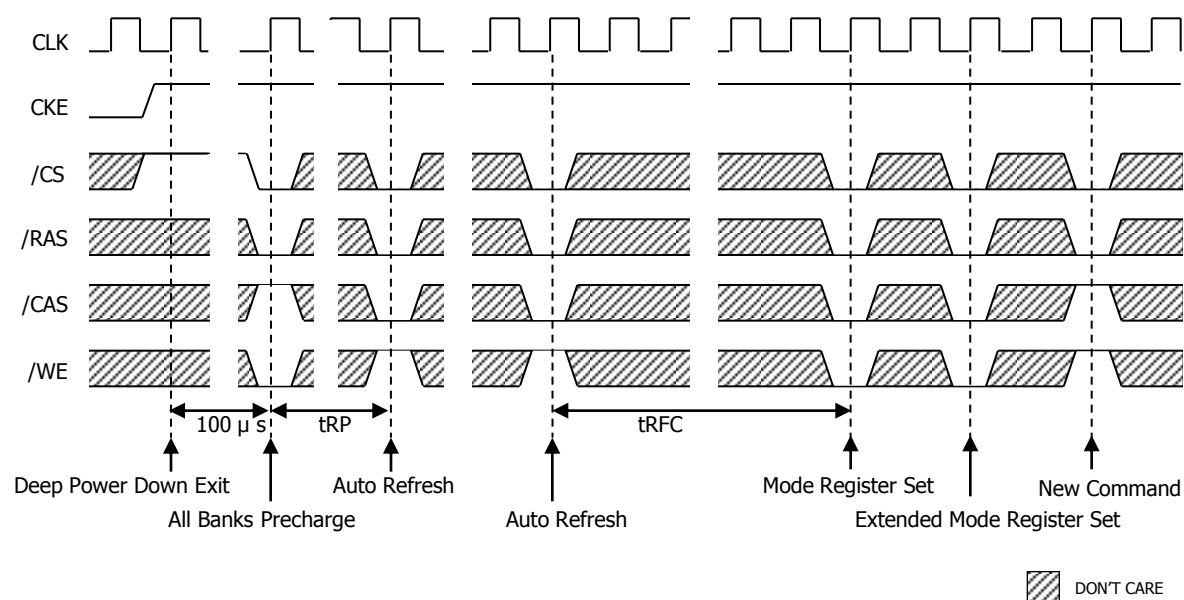 CLK
CKE
/CS
/RAS
/CAS
/WE
100 μ s
tRP
tRFC
Deep Power Down Exit
Auto Refresh
Mode Register Set
New Command
All Banks Precharge
Auto Refresh
Extended Mode Register Set
DON'T CARE